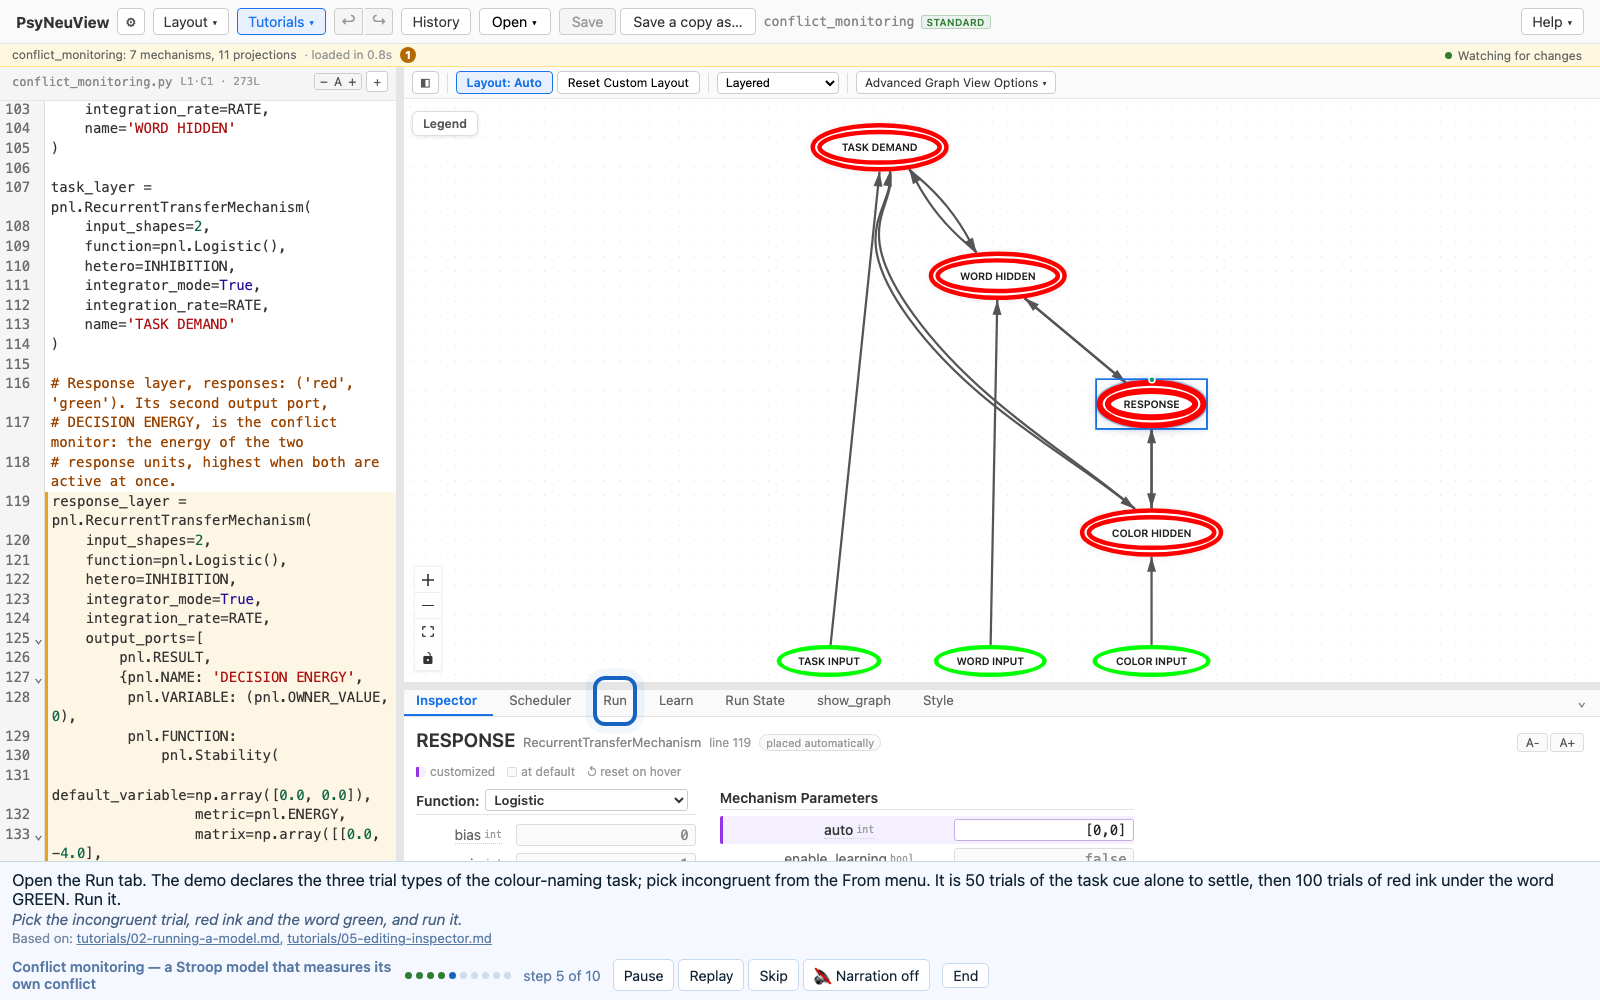 PsyNeuView ⚙ Layout ▾ Tutorials ▾ ↩ ↪ History Open ▾ Save Save a copy as... conflict_monitoring STANDARD Help ▾
conflict_monitoring: 7 mechanisms, 11 projections · loaded in 0.8s 1 Watching for changes
conflict_monitoring.py L1:C1 · 273L − A + +
Layout: Auto Reset Custom Layout Layered Advanced Graph View Options ▾
103 integration_rate=RATE,
104 name='WORD HIDDEN'
105 )
106
107 task_layer =
pnl.RecurrentTransferMechanism(
108 input_shapes=2,
109 function=pnl.Logistic(),
110 hetero=INHIBITION,
111 integrator_mode=True,
112 integration_rate=RATE,
113 name='TASK DEMAND'
114 )
115
116 # Response layer, responses: ('red',
'green'). Its second output port,
117 # DECISION ENERGY, is the conflict
monitor: the energy of the two
118 # response units, highest when both are
active at once.
119 response_layer =
pnl.RecurrentTransferMechanism(
120 input_shapes=2,
121 function=pnl.Logistic(),
122 hetero=INHIBITION,
123 integrator_mode=True,
124 integration_rate=RATE,
125 output_ports=[
126 pnl.RESULT,
127 {pnl.NAME: 'DECISION ENERGY',
128 pnl.VARIABLE: (pnl.OWNER_VALUE,
0),
129 pnl.FUNCTION:
130 pnl.Stability(
131
default_variable=np.array([0.0, 0.0]),
132 metric=pnl.ENERGY,
133 matrix=np.array([[0.0,
−4.0],
Legend
TASK DEMAND
WORD HIDDEN
RESPONSE
COLOR HIDDEN
TASK INPUT WORD INPUT COLOR INPUT
Inspector Scheduler Run Learn Run State show_graph Style
RESPONSE RecurrentTransferMechanism line 119 placed automatically A- A+
customized at default reset on hover
Function: Logistic
bias int 0
Mechanism Parameters
auto int [0,0]
enable_learning bool false
Open the Run tab. The demo declares the three trial types of the colour-naming task; pick incongruent from the From menu. It is 50 trials of the task cue alone to settle, then 100 trials of red ink under the word
GREEN. Run it.
Pick the incongruent trial, red ink and the word green, and run it.
Based on: tutorials/02-running-a-model.md, tutorials/05-editing-inspector.md
Conflict monitoring — a Stroop model that measures its
own conflict
step 5 of 10 Pause Replay Skip Narration off End